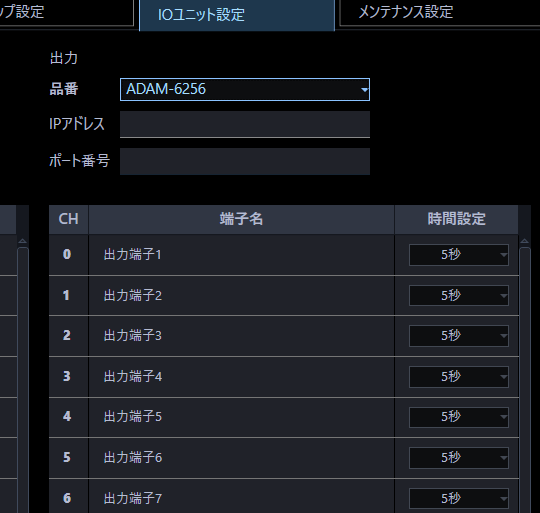 ップ設定 IOユニット設定 メンテナンス設定
出力
品番 ADAM-6256
IPアドレス
ポート番号
CH 端子名 時間設定
0 出力端子1 5秒
1 出力端子2 5秒
2 出力端子3 5秒
3 出力端子4 5秒
4 出力端子5 5秒
5 出力端子6 5秒
6 出力端子7 5秒